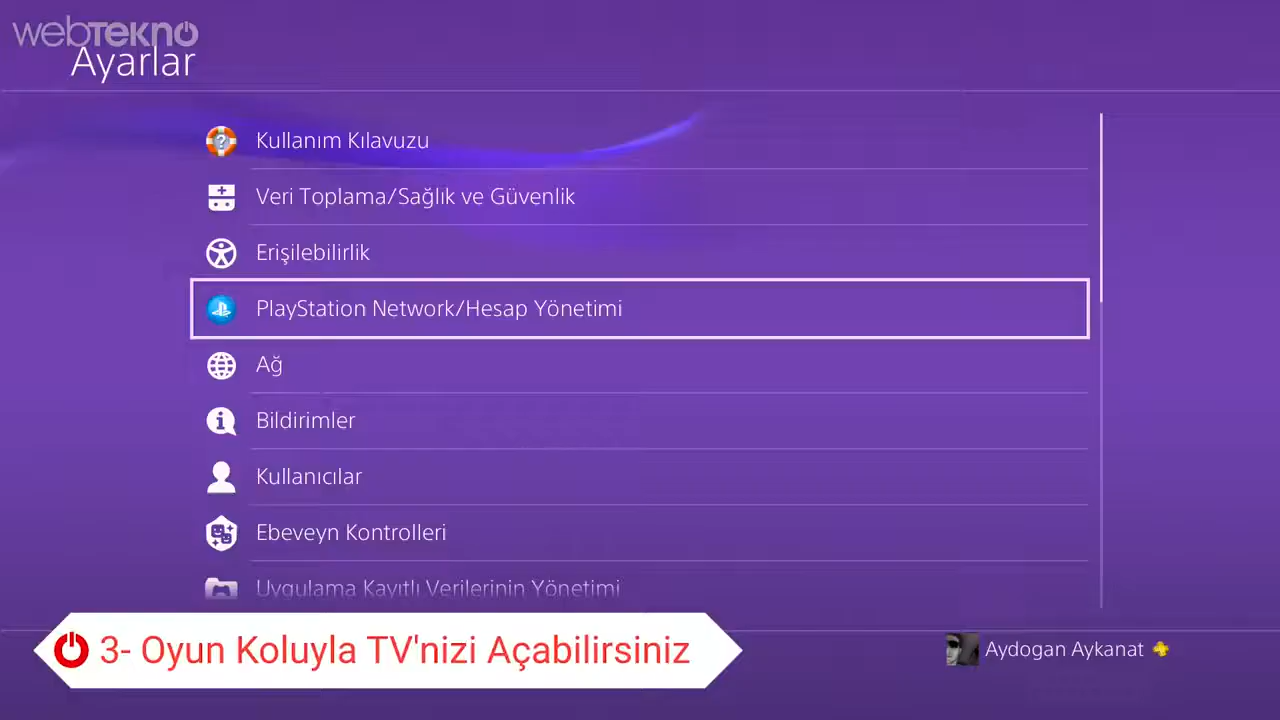 webTEKNO
Ayarlar
Kullanım Kılavuzu
Veri Toplama/Sağlık ve Güvenlik
Erişilebilirlik
PlayStation Network/Hesap Yönetimi
Ağ
Bildirimler
Kullanıcılar
Ebeveyn Kontrolleri
Uygulama Kayıtlı Verilerinin Yönetimi
3- Oyun Koluyla TV'nizi Açabilirsiniz
Aydogan Aykanat